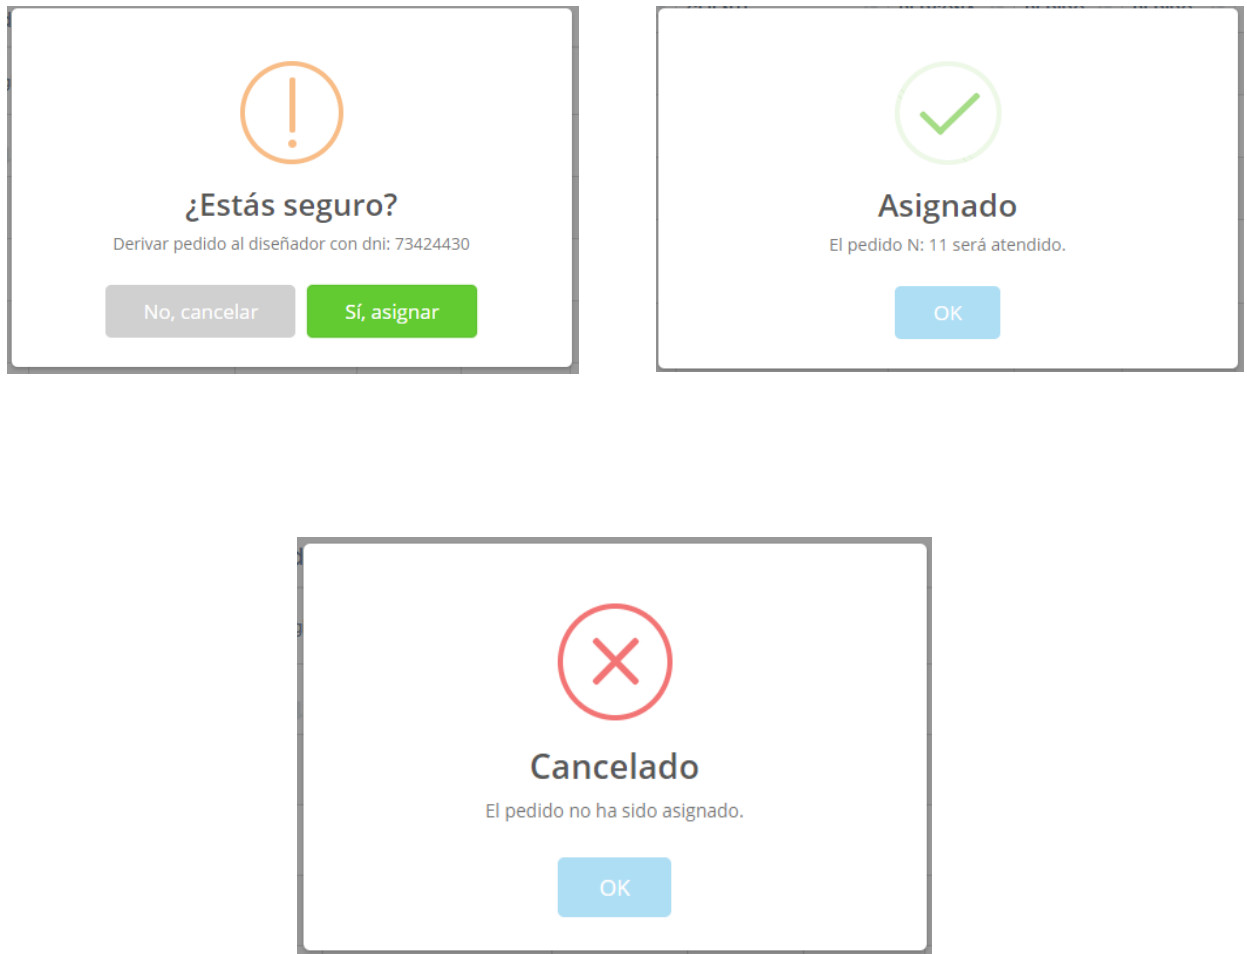 ¿Estás seguro?
Derivar pedido al diseñador con dni: 73424430
No, cancelar
Sí, asignar
Asignado
El pedido N: 11 será atendido.
OK
Cancelado
El pedido no ha sido asignado.
OK